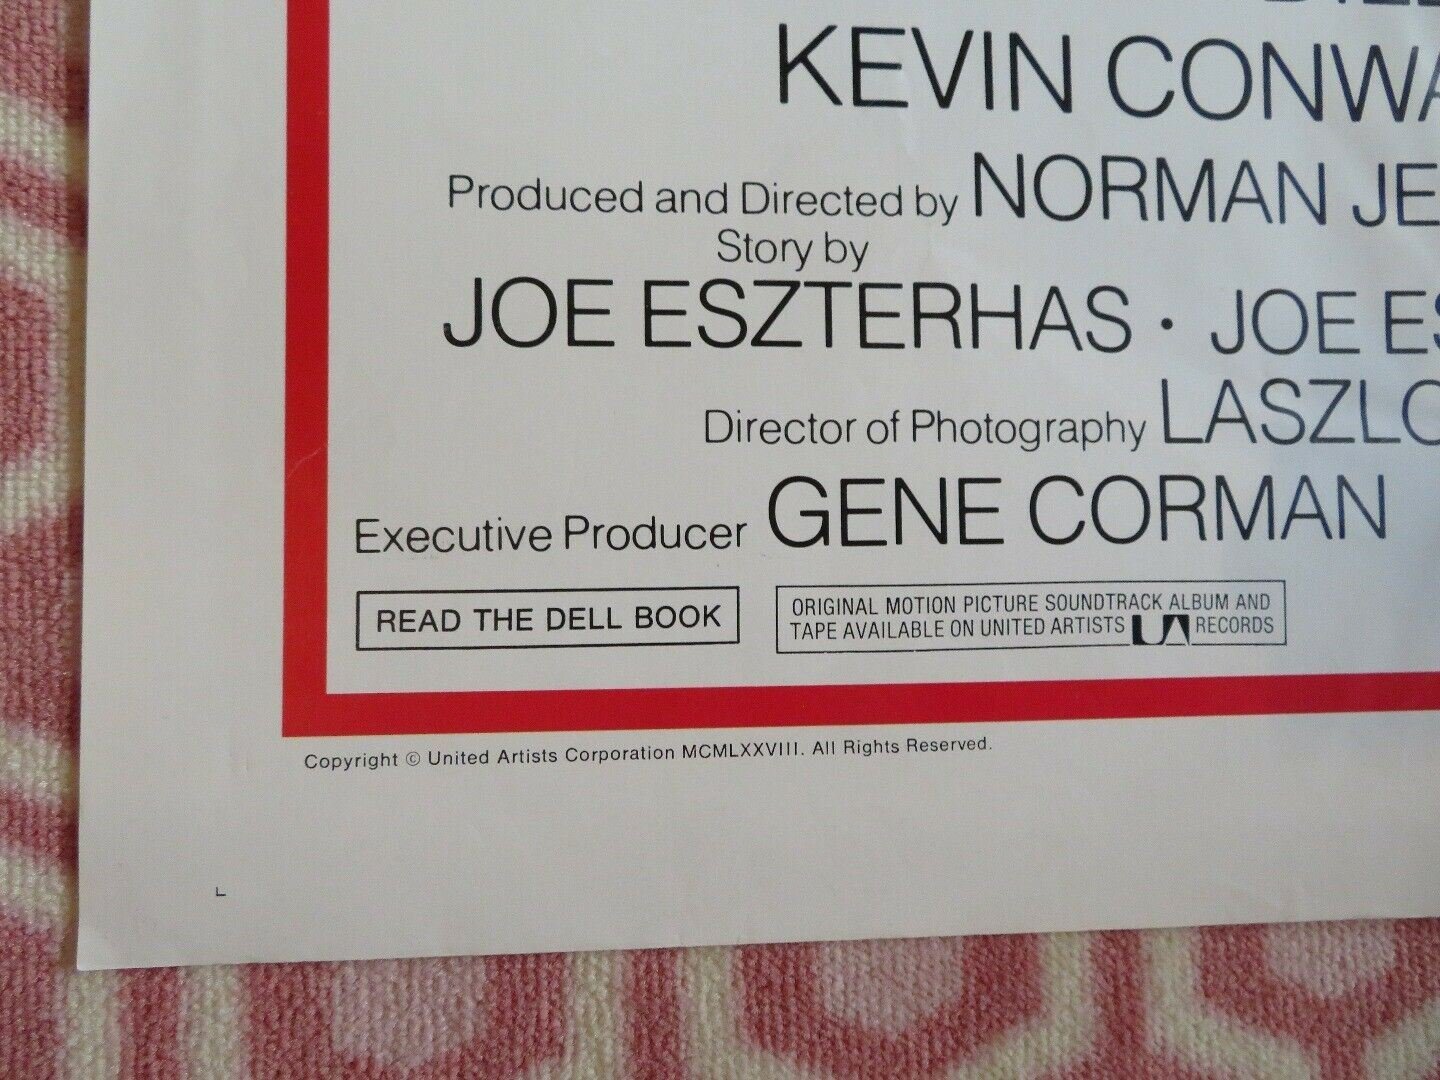 KEVIN CONWA
Produced and Directed by NORMAN JE
Story by
JOE ESZTERHAS • JOE ES
Director of Photography LASZLO
Executive Producer GENE CORMAN
READ THE DELL BOOK
ORIGINAL MOTION PICTURE SOUNDTRACK ALBUM AND
TAPE AVAILABLE ON UNITED ARTISTS UA RECORDS
Copyright © United Artists Corporation MCMLXXVIII. All Rights Reserved.